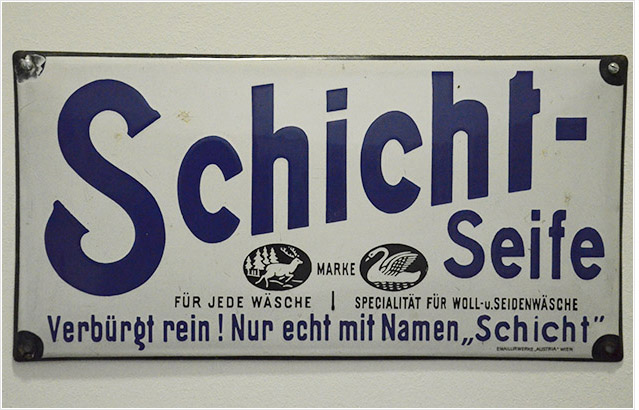 Schicht-
Seife
MARKE
FÜR JEDE WÄSCHE | SPECIALITÄT FÜR WOLL-u.SEIDENWÄSCHE
Verbürgt rein! Nur echt mit Namen „Schicht"
EMAILLIERWERKE „AUSTRIA" WIEN